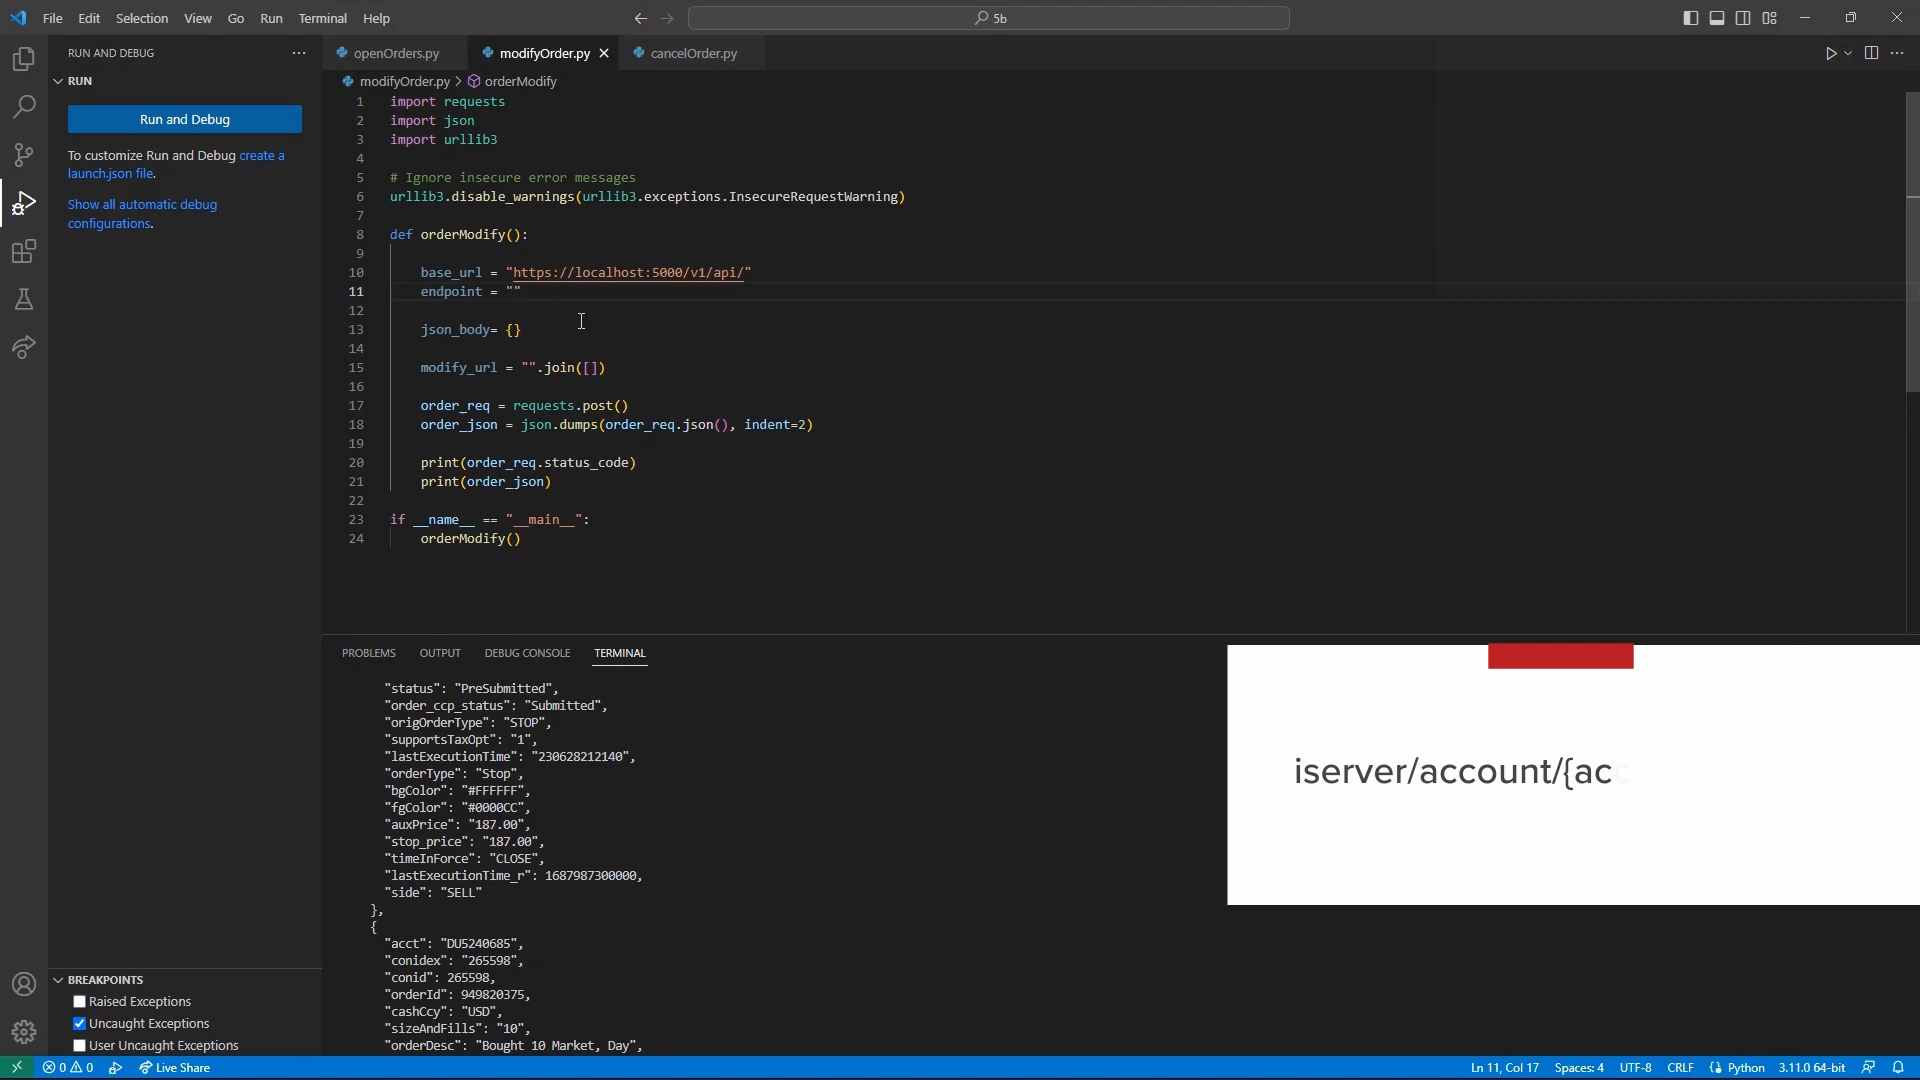 File Edit Selection View Go Run Terminal Help
5b
RUN AND DEBUG
RUN
Run and Debug
To customize Run and Debug create a
launch.json file.
Show all automatic debug
configurations.
openOrders.py
modifyOrder.py
cancelOrder.py
modifyOrder.py > orderModify
1 import requests
2 import json
3 import urllib3
4
5 # Ignore insecure error messages
6 urllib3.disable_warnings(urllib3.exceptions.InsecureRequestWarning)
7
8 def orderModify():
9
10 base_url = "https://localhost:5000/v1/api/"
11 endpoint = ""
12
13 json_body= {}
14
15 modify_url = "".join([])
16
17 order_req = requests.post()
18 order_json = json.dumps(order_req.json(), indent=2)
19
20 print(order_req.status_code)
21 print(order_json)
22
23 if __name__ == "__main__":
24 orderModify()
PROBLEMS OUTPUT DEBUG CONSOLE TERMINAL
"status": "PreSubmitted",
"order_ccp_status": "Submitted",
"origOrderType": "STOP",
"supportsTaxOpt": "1",
"lastExecutionTime": "230628212140",
"orderType": "Stop",
"bgColor": "#FFFFFF",
"fgColor": "#0000CC",
"auxPrice": "187.00",
"stop_price": "187.00",
"timeInForce": "CLOSE",
"lastExecutionTime_r": 1687987300000,
"side": "SELL"
},
{
"acct": "DU5240685",
"conidex": "265598",
"conid": 265598,
"orderId": 949820375,
"cashCcy": "USD",
"sizeAndFills": "10",
"orderDesc": "Bought 10 Market, Day",
iserver/account/{acc
BREAKPOINTS
Raised Exceptions
Uncaught Exceptions
User Uncaught Exceptions
0 0
Live Share
Ln 11, Col 17 Spaces: 4 UTF-8 CRLF Python 3.11.0 64-bit